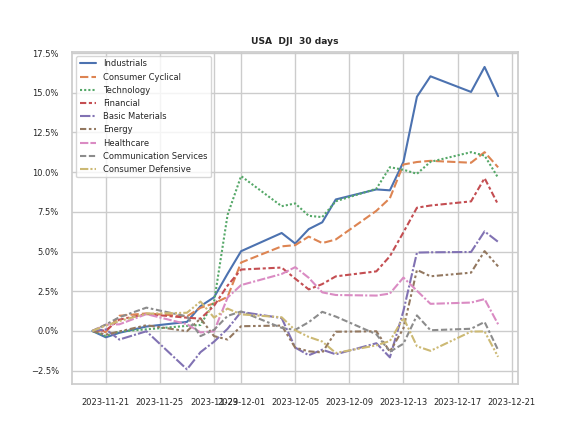 USA DJI 30 days
17.5%
15.0%
12.5%
10.0%
7.5%
5.0%
2.5%
0.0%
−2.5%
Industrials
Consumer Cyclical
Technology
Financial
Basic Materials
Energy
Healthcare
Communication Services
Consumer Defensive
2023-11-21 2023-11-25 2023-11-29 2023-12-01 2023-12-05 2023-12-09 2023-12-13 2023-12-17 2023-12-21